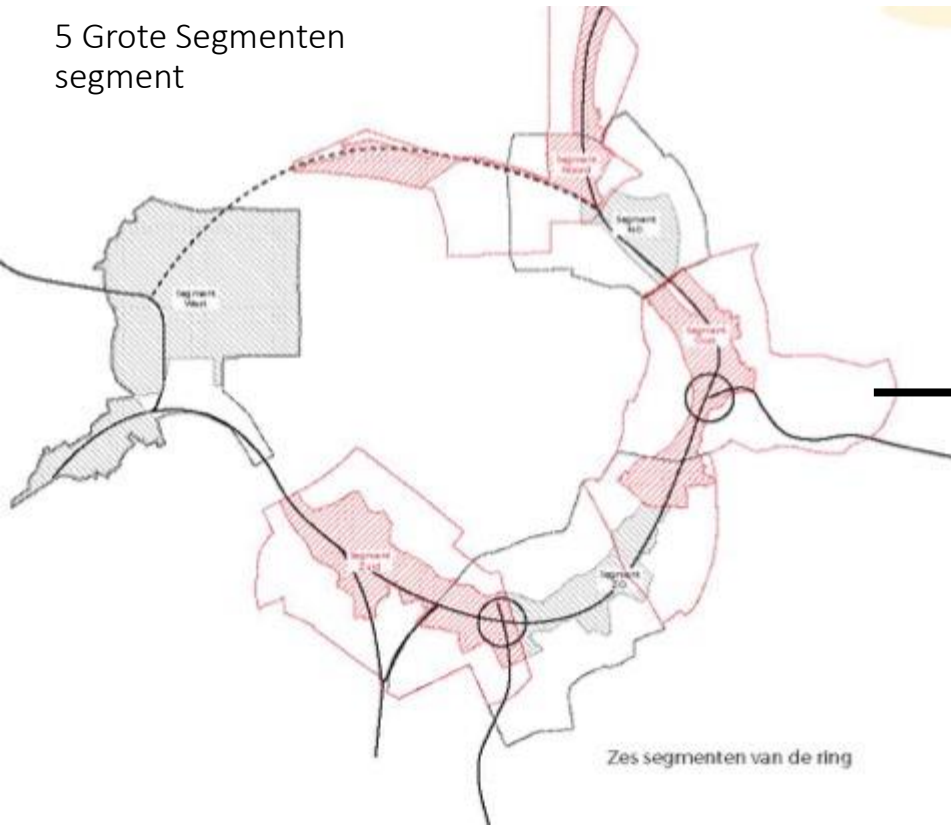 5 Grote Segmenten
segment
Segment
Noord
Segment
NO
Segment
West
Segment
Oost
Segment
Zuid
Segment
ZO
Zes segmenten van de ring